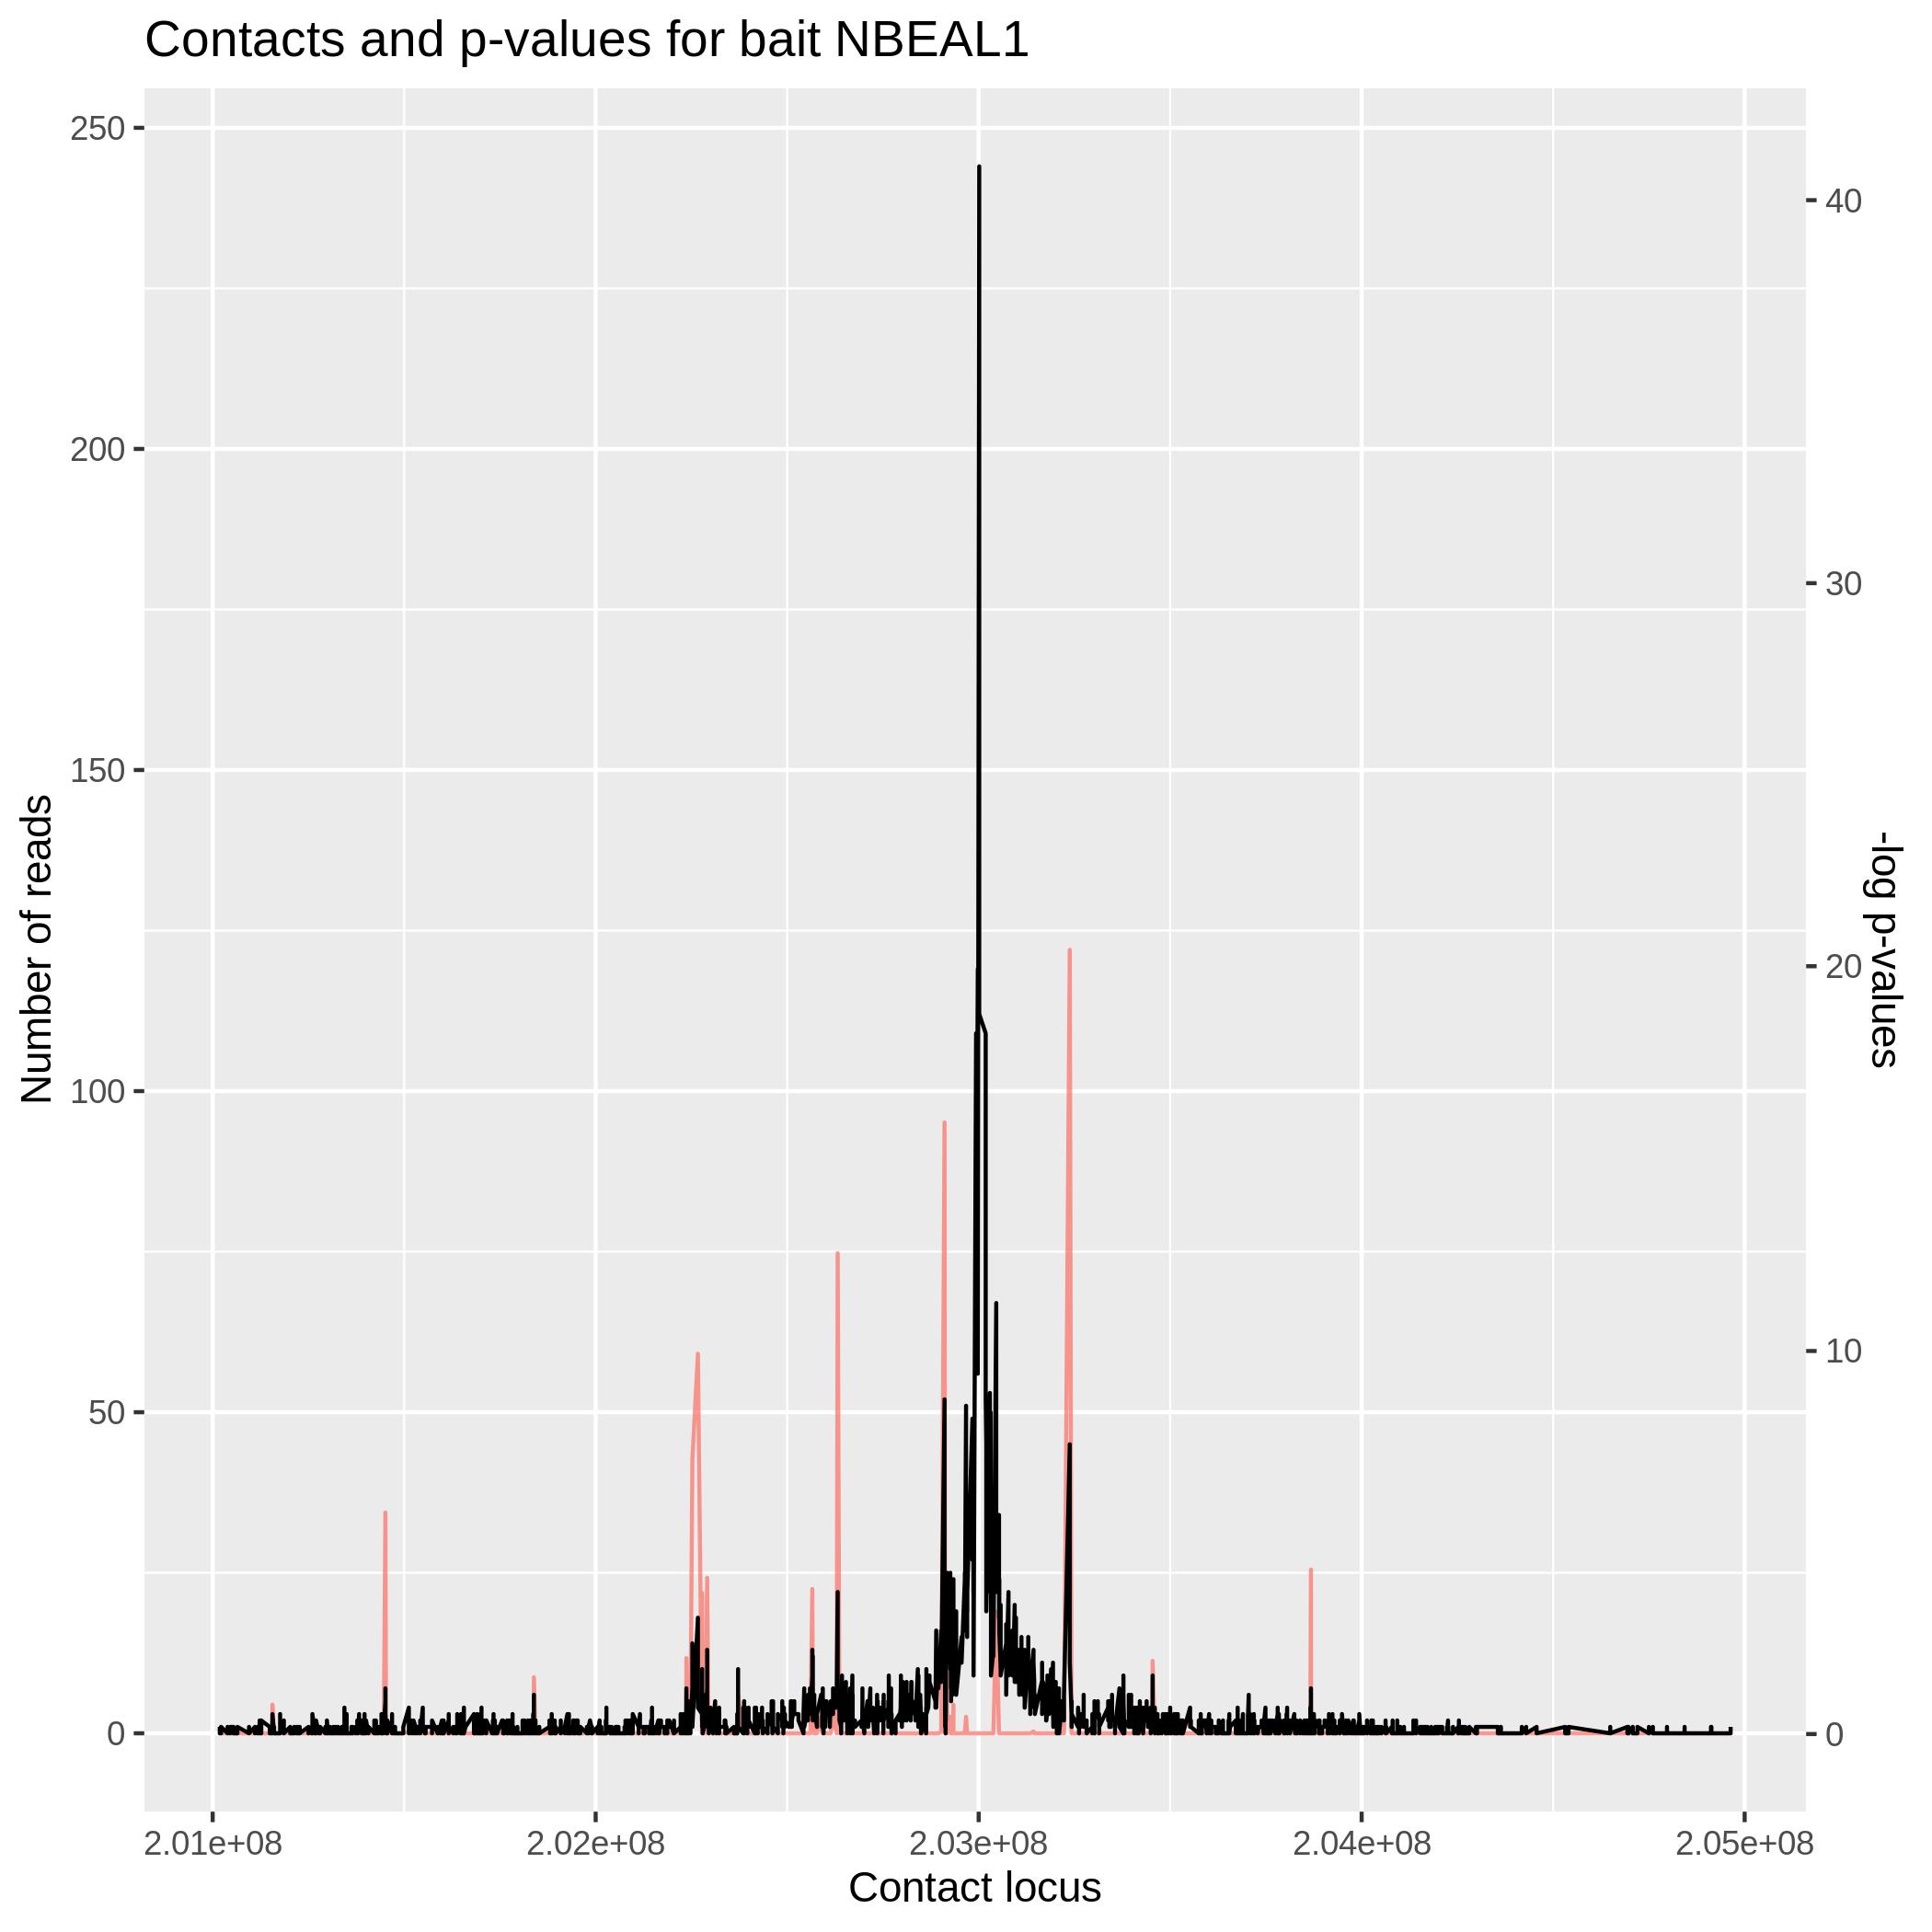 Contacts and p-values for bait NBEAL1
250
200
150
100
50
0
Number of reads
40
30
20
10
0
-log p-values
2.01e+08
2.02e+08
2.03e+08
2.04e+08
2.05e+08
Contact locus